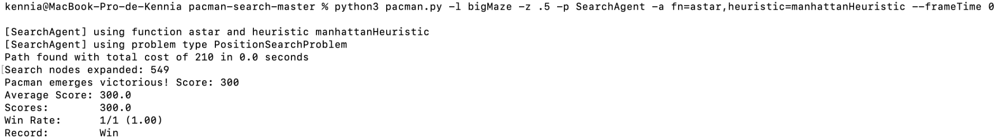 kennia@MacBook-Pro-de-Kennia pacman-search-master % python3 pacman.py -l bigMaze -z .5 -p SearchAgent -a fn=astar,heuristic=manhattanHeuristic --frameTime 0
[SearchAgent] using function astar and heuristic manhattanHeuristic
[SearchAgent] using problem type PositionSearchProblem
Path found with total cost of 210 in 0.0 seconds
[Search nodes expanded: 549
Pacman emerges victorious! Score: 300
Average Score: 300.0
Scores:        300.0
Win Rate:      1/1 (1.00)
Record:        Win